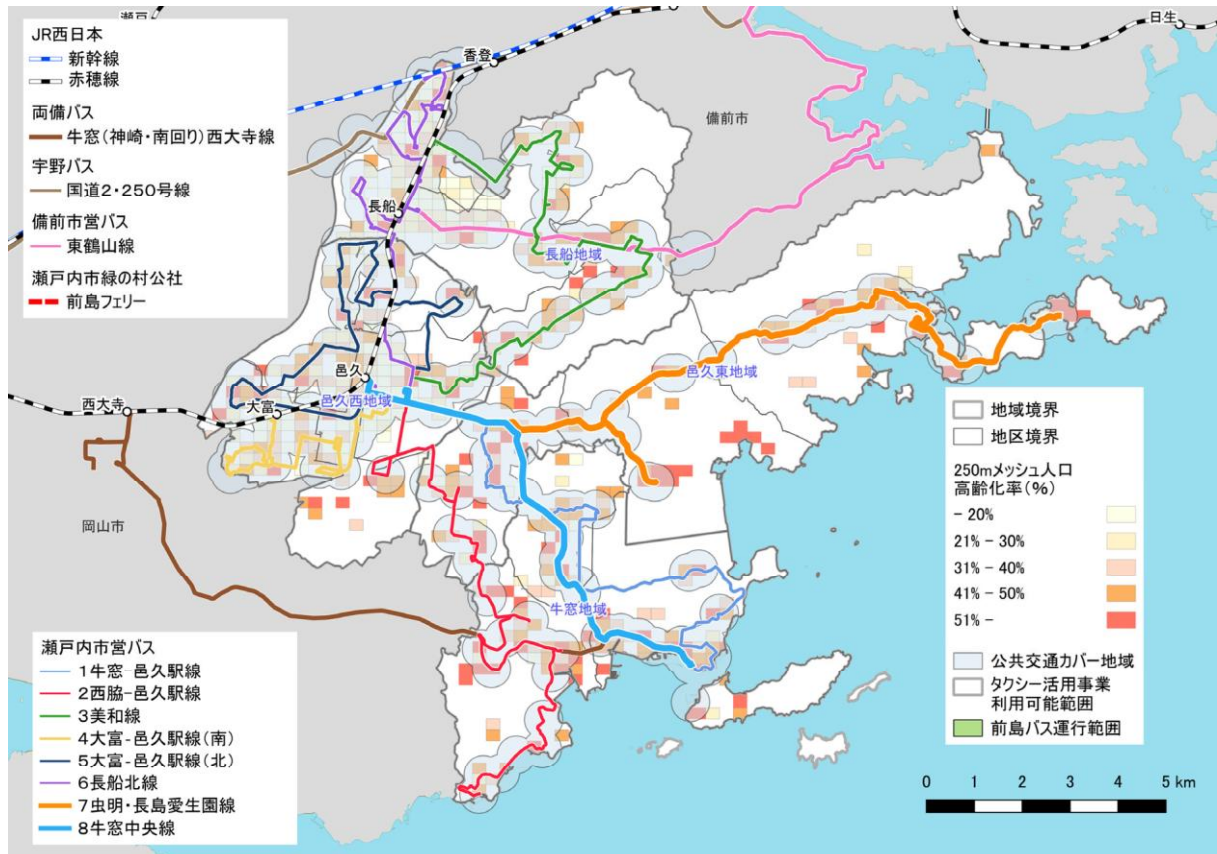 JR西日本
新幹線
赤穂線
両備バス
牛窓(神崎・南回り)西大寺線
宇野バス
国道2・250号線
備前市営バス
東鶴山線
瀬戸内市緑の村公社
前島フェリー
瀬戸
香登
日生
備前市
長船
長船地域
邑久
邑久西地域
邑久東地域
大富
西大寺
岡山市
牛窓地域
地域境界
地区境界
250mメッシュ人口
高齢化率(%)
- 20%
21% - 30%
31% - 40%
41% - 50%
51% -
公共交通カバー地域
タクシー活用事業
利用可能範囲
前島バス運行範囲
瀬戸内市営バス
1牛窓-邑久駅線
2西脇-邑久駅線
3美和線
4大富-邑久駅線(南)
5大富-邑久駅線(北)
6長船北線
7虫明・長島愛生園線
8牛窓中央線
0 1 2 3 4 5 km